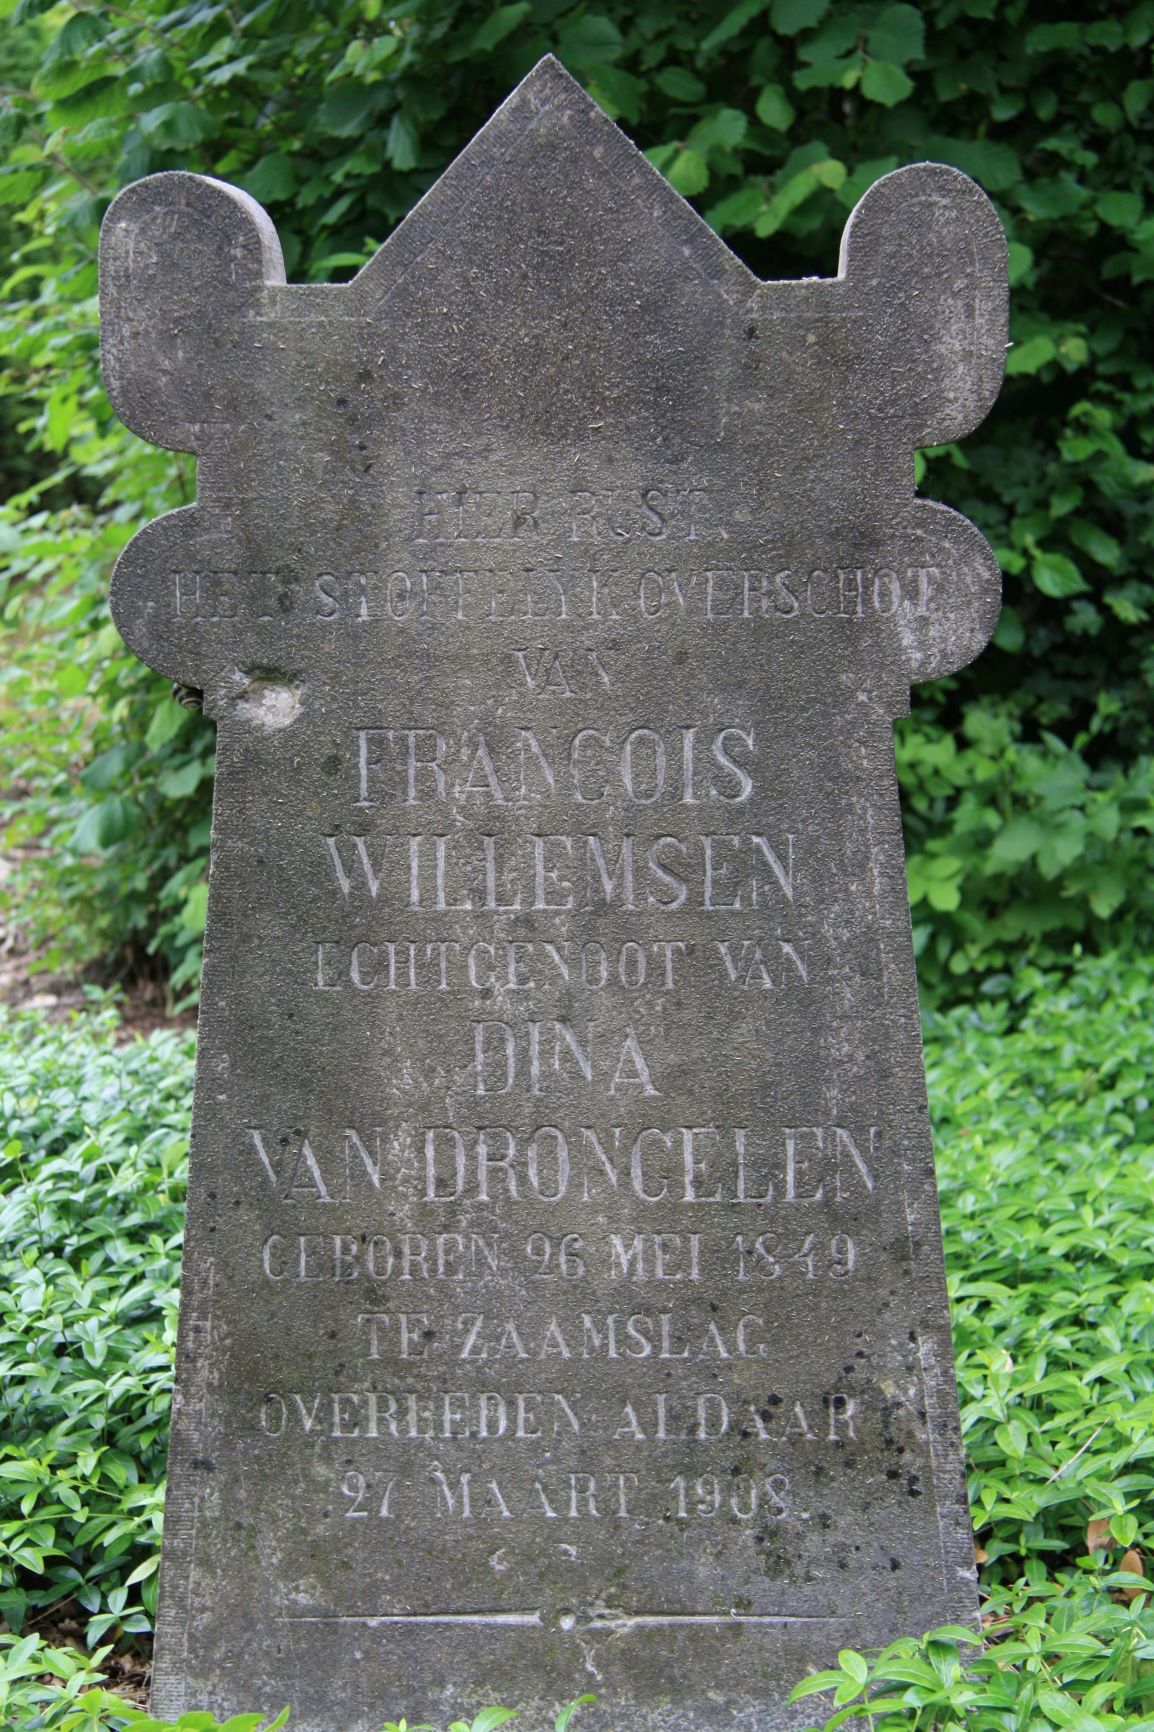 HIER RUST
HET STOFFELYK OVERSCHOT
VAN
FRANCOIS
WILLEMSEN
ECHTGENOOT VAN
DINA
VAN DRONGELEN
GEBOREN 26 MEI 1849
TE ZAAMSLAG
OVERLEDEN ALDAAR
27 MAART 1908.